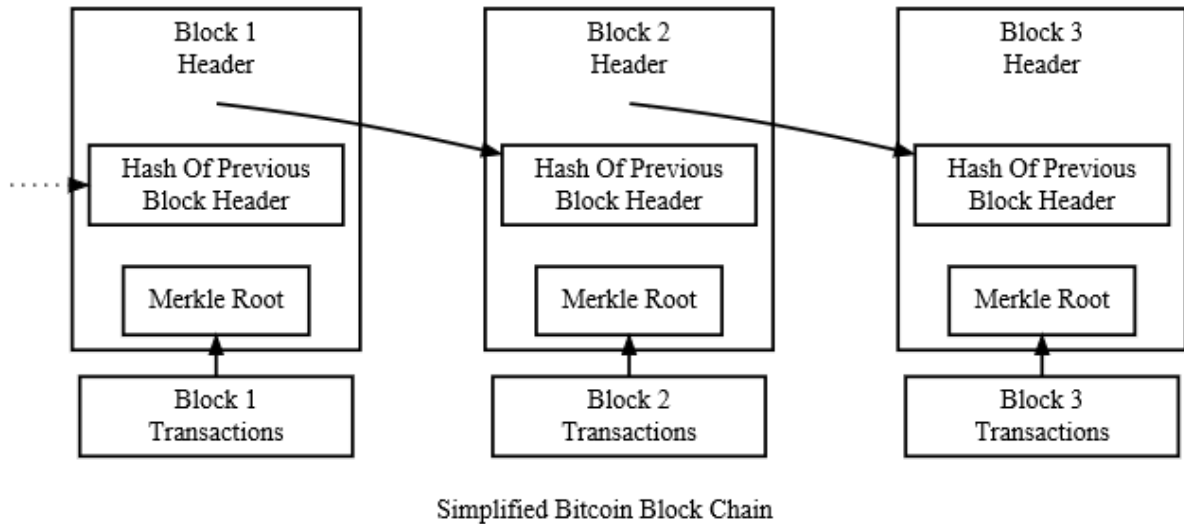 Block 1
Header
Hash Of Previous
Block Header
Merkle Root
Block 1
Transactions
Block 2
Header
Hash Of Previous
Block Header
Merkle Root
Block 2
Transactions
Block 3
Header
Hash Of Previous
Block Header
Merkle Root
Block 3
Transactions
Simplified Bitcoin Block Chain